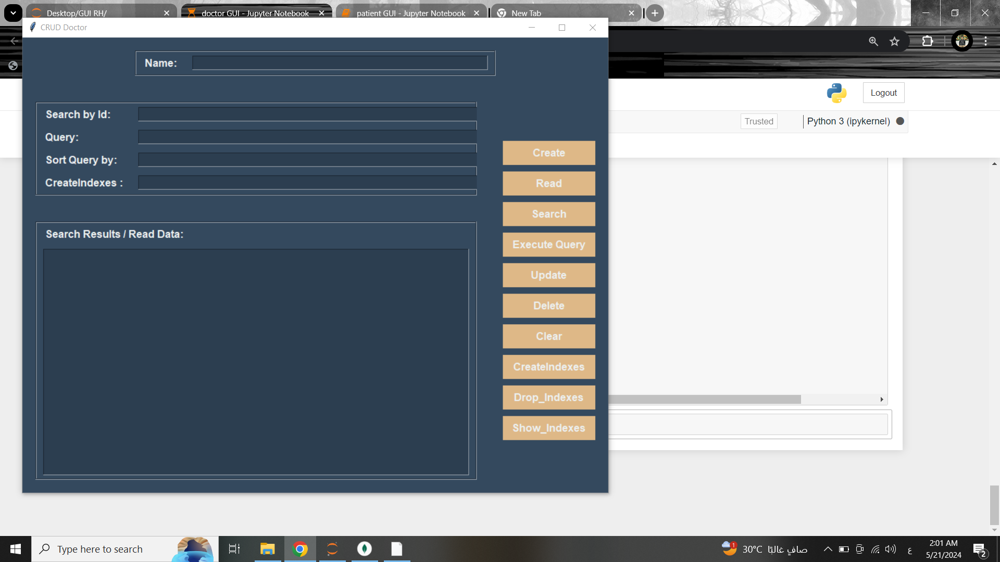 Desktop/GUI RH/
doctor GUI - Jupyter Notebook
patient GUI - Jupyter Notebook
New Tab
CRUD Doctor
Name:
Logout
Search by Id:
Trusted
Python 3 (ipykernel)
Query:
Sort Query by:
CreateIndexes :
Search Results / Read Data:
Create
Read
Search
Execute Query
Update
Delete
Clear
CreateIndexes
Drop_Indexes
Show_Indexes
Type here to search
1
30°C صافٍ غالبًا
ع
2:01 AM
5/21/2024
2